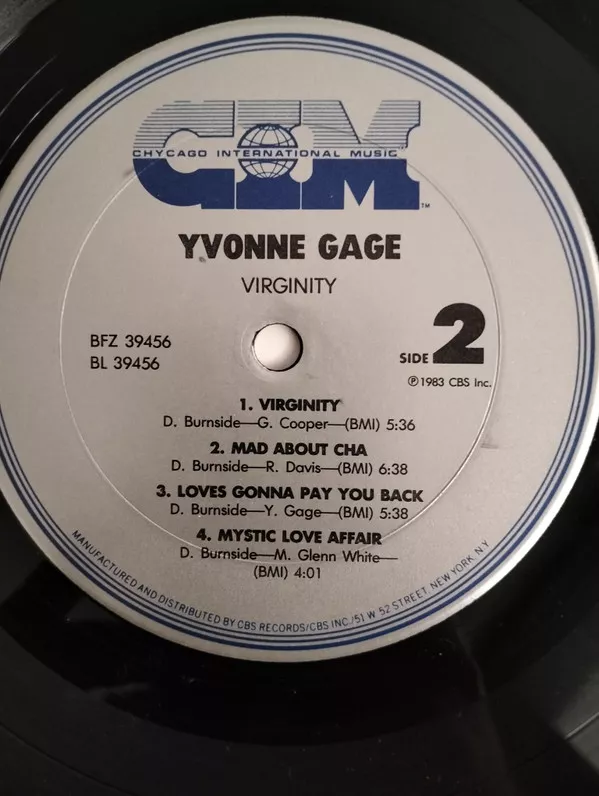 CIM
CHYCAGO INTERNATIONAL MUSIC
TM
YVONNE GAGE
VIRGINITY
BFZ 39456
BL 39456
SIDE 2
℗1983 CBS Inc.
1. VIRGINITY
D. Burnside—G. Cooper—(BMI) 5:36
2. MAD ABOUT CHA
D. Burnside—R. Davis—(BMI) 6:38
3. LOVES GONNA PAY YOU BACK
D. Burnside—Y. Gage—(BMI) 5:38
4. MYSTIC LOVE AFFAIR
D. Burnside—M. Glenn White—
(BMI) 4:01
MANUFACTURED AND DISTRIBUTED BY CBS RECORDS/CBS INC./51 W 52 STREET, NEW YORK, N.Y.